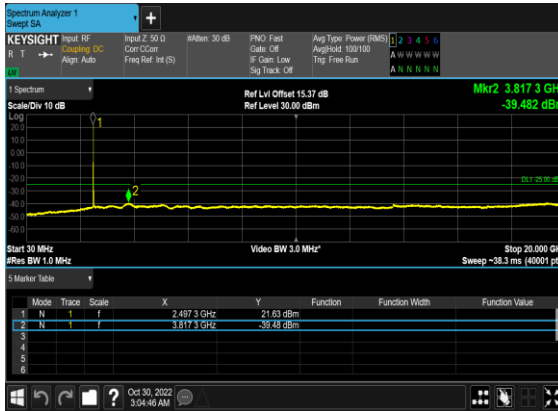 Spectrum Analyzer 1
Swept SA
+
KEYSIGHT Input: RF Input Z: 50 Ω #Atten: 30 dB PNO: Fast Avg Type: Power (RMS) 1 2 3 4 5 6
R T Coupling: DC Corr CCorr Gate: Off Avg|Hold: 100/100 A W W W W W
Align: Auto Freq Ref: Int (S) IF Gain: Low Trig: Free Run
Sig Track: Off A N N N N N
LXI
1 Spectrum
Ref Lvl Offset 15.37 dB Mkr2 3.817 3 GH
Scale/Div 10 dB Ref Level 30.00 dBm -39.482 dB
Log
1
20.0
10.0
0.00
-10.0
-20.0
DL1 -25.00 dB
-30.0
2
-40.0
-50.0
-60.0
Start 30 MHz Video BW 3.0 MHz* Stop 20.000 GH
#Res BW 1.0 MHz Sweep ~38.3 ms (40001 pt
5 Marker Table
Mode Trace Scale X Y Function Function Width Function Value
1 N 1 f 2.497 3 GHz 21.63 dBm
2 N 1 f 3.817 3 GHz -39.48 dBm
3
4
5
6
? Oct 30, 2022
3:04:46 AM